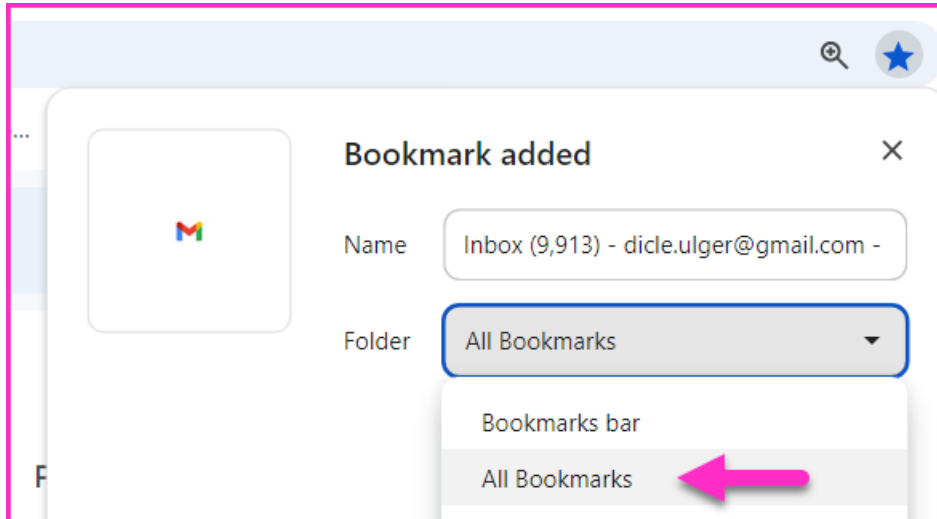 ...
Bookmark added
Name
Inbox (9,913) - dicle.ulger@gmail.com -
Folder
All Bookmarks
Bookmarks bar
All Bookmarks